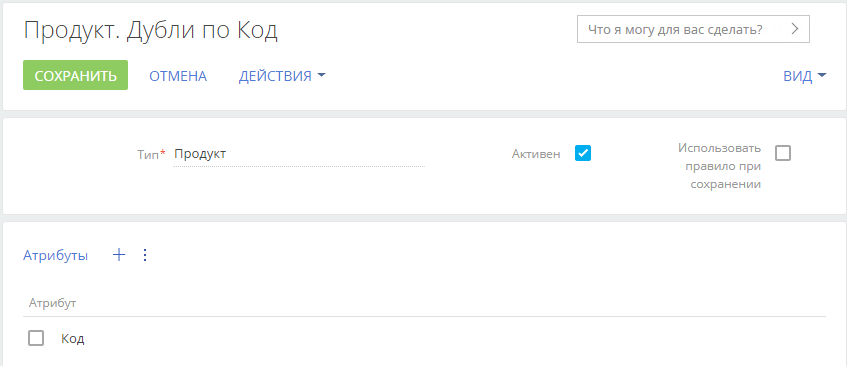 Продукт. Дубли по Код
Что я могу для вас сделать?
СОХРАНИТЬ ОТМЕНА ДЕЙСТВИЯ ВИД
Тип* Продукт Активен Использовать
правило при
сохранении
Атрибуты
Атрибут
Код